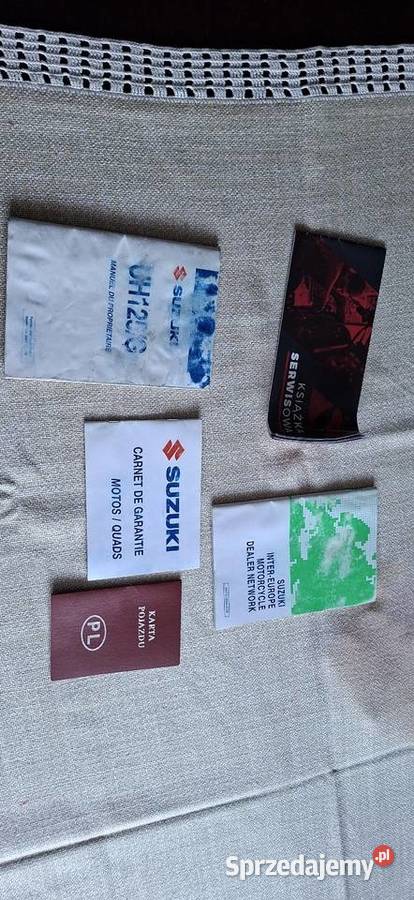 SUZUKI
UH125/G
MANUEL DU PROPRIETAIRE
KSIĄŻKA
SERWISOWA
SUZUKI
CARNET DE GARANTIE
MOTOS / QUADS
SUZUKI
INTER-EUROPE
MOTORCYCLE
DEALER NETWORK
KARTA
POJAZDU
PL
Sprzedajemy.pl